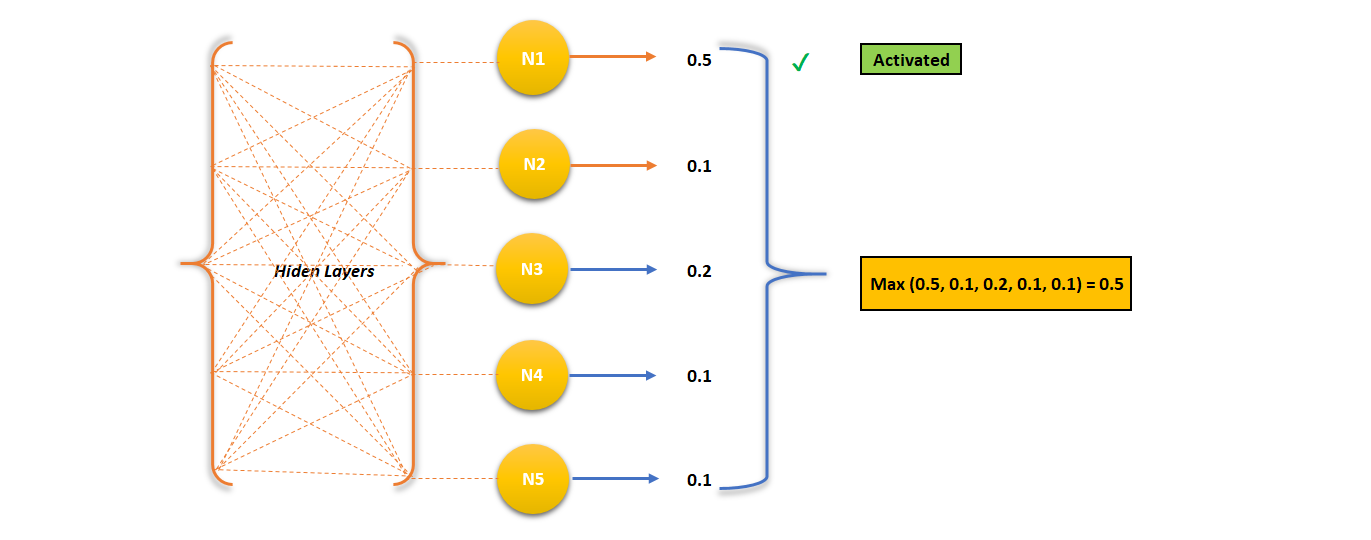 N1
0.5
✓
Activated
N2
0.1
Hiden Layers
N3
0.2
Max (0.5, 0.1, 0.2, 0.1, 0.1) = 0.5
N4
0.1
N5
0.1